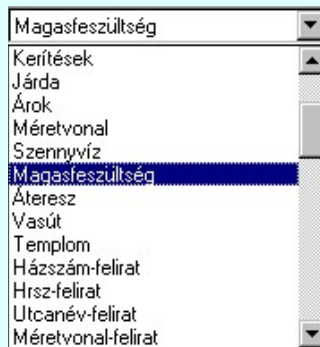 Magasfeszültség
Kerítések
Járda
Árok
Méretvonal
Szennyvíz
Magasfeszültség
Áteresz
Vasút
Templom
Házszám-felirat
Hrsz-felirat
Utcanév-felirat
Méretvonal-felirat